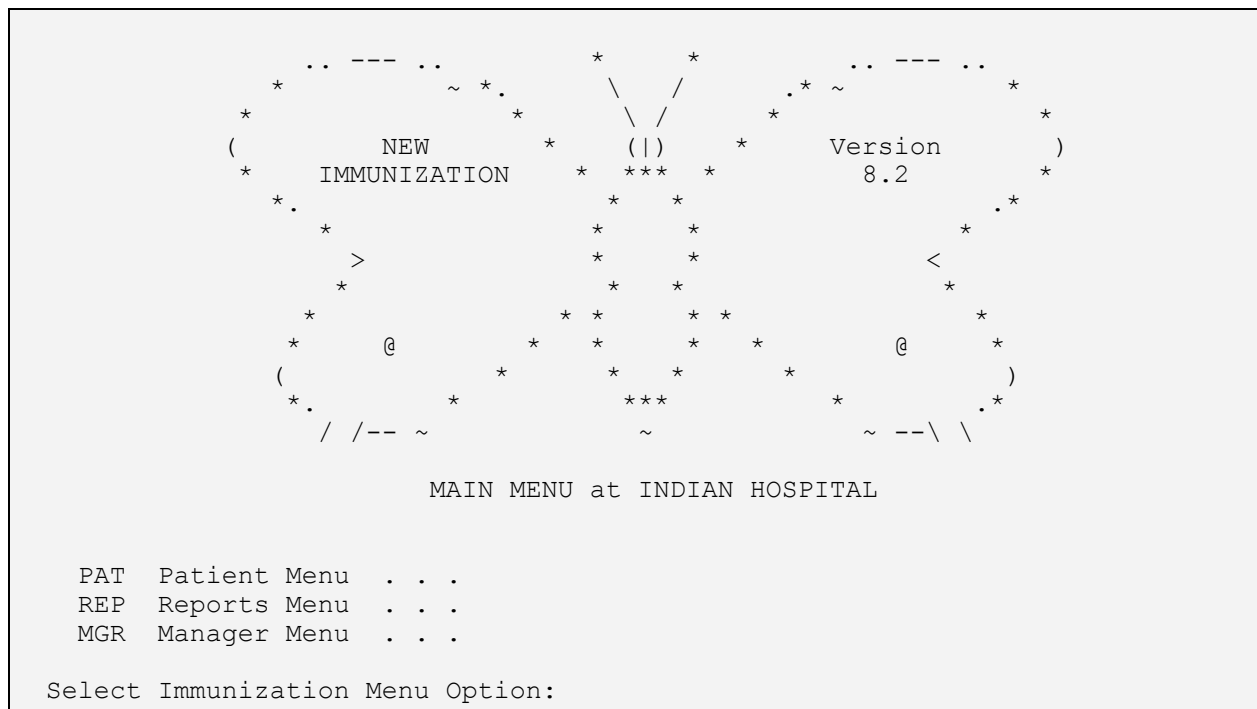 NEW Version
IMMUNIZATION 8.2
MAIN MENU at INDIAN HOSPITAL
PAT Patient Menu . . .
REP Reports Menu . . .
MGR Manager Menu . . .
Select Immunization Menu Option: